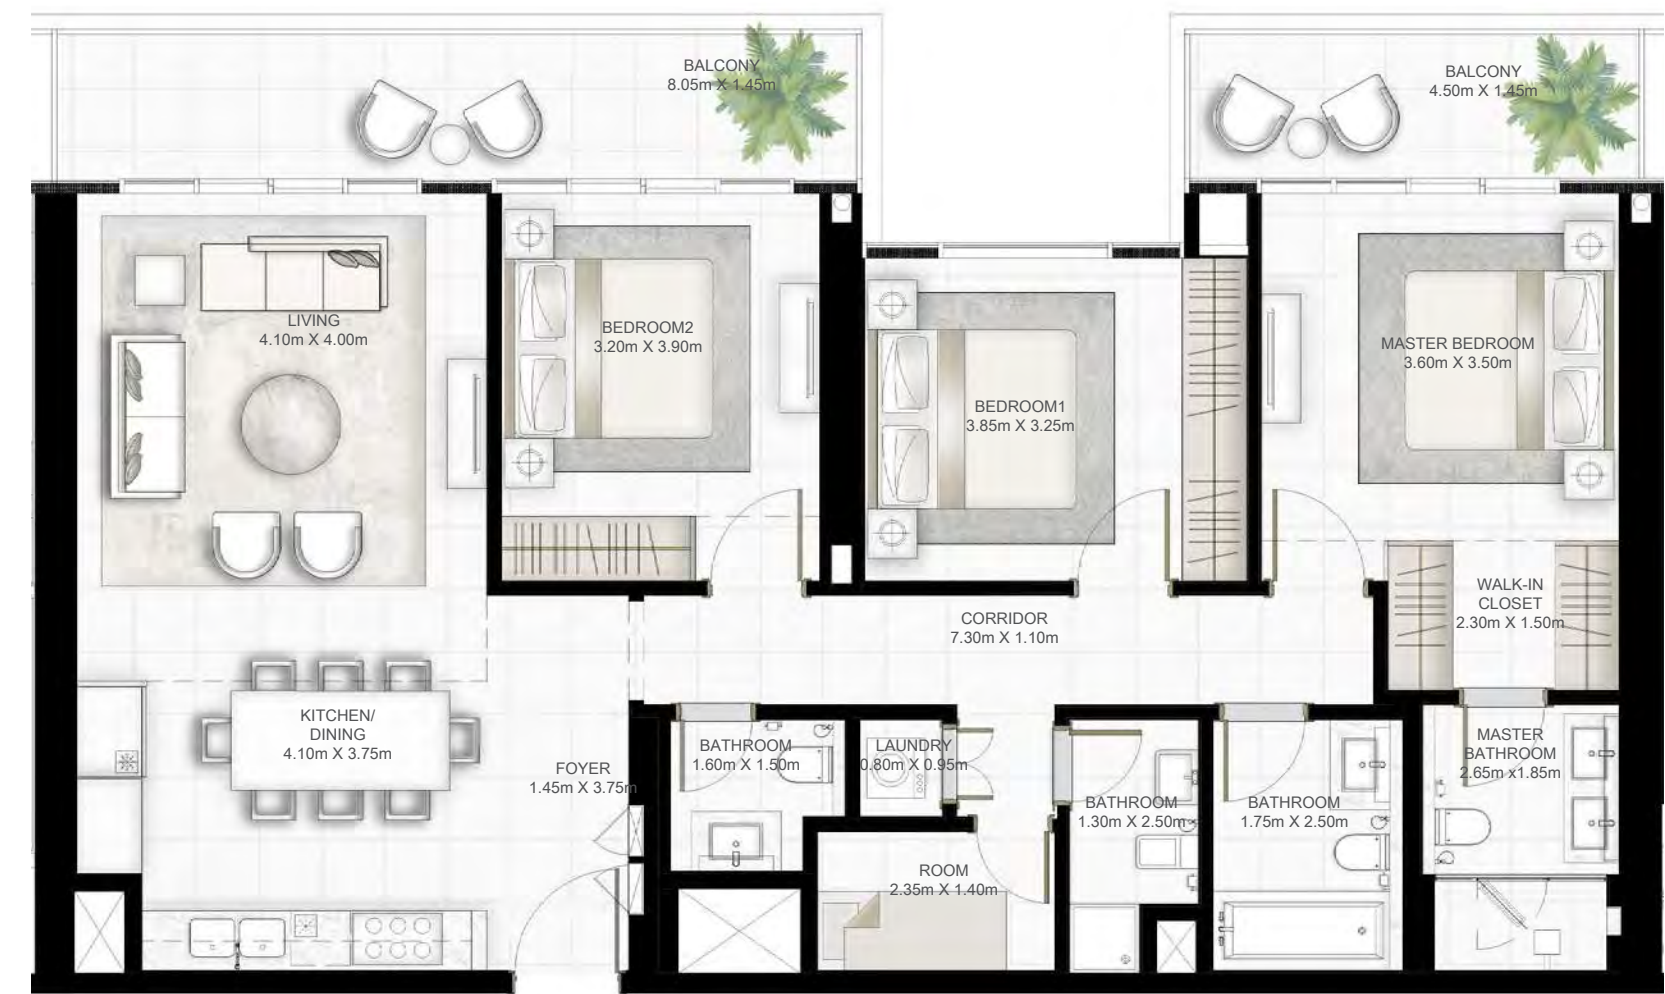 BALCONY
8.05m X 1.45m
BALCONY
4.50m X 1.45m
LIVING
4.10m X 4.00m
BEDROOM2
3.20m X 3.90m
BEDROOM1
3.85m X 3.25m
MASTER BEDROOM
3.60m X 3.50m
WALK-IN
CLOSET
2.30m X 1.50m
CORRIDOR
7.30m X 1.10m
KITCHEN/
DINING
4.10m X 3.75m
FOYER
1.45m X 3.75m
BATHROOM
1.60m X 1.50m
LAUNDRY
0.80m X 0.95m
BATHROOM
1.30m X 2.50m
BATHROOM
1.75m X 2.50m
MASTER
BATHROOM
2.65m x1.85m
ROOM
2.35m X 1.40m